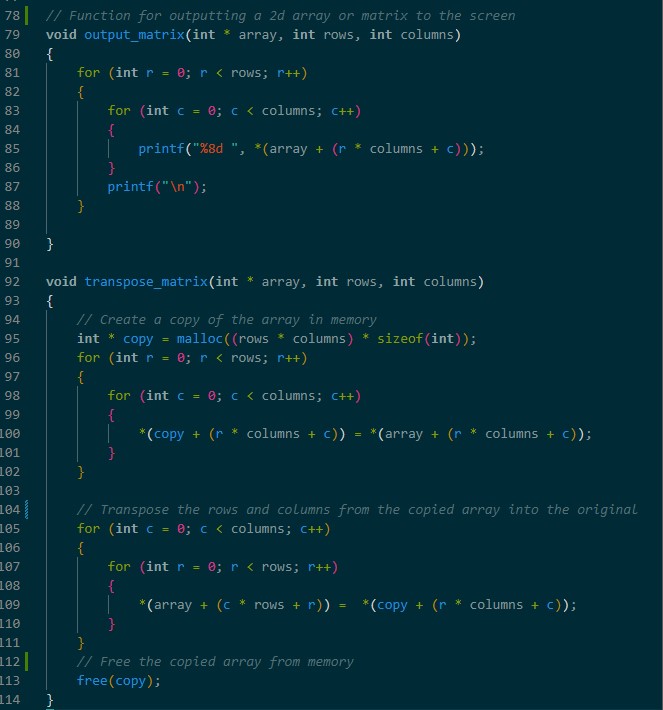 78 // Function for outputting a 2d array or matrix to the screen
79 void output_matrix(int * array, int rows, int columns)
80 {
81     for (int r = 0; r < rows; r++)
82     {
83         for (int c = 0; c < columns; c++)
84         {
85             printf("%8d ", *(array + (r * columns + c)));
86         }
87         printf("\n");
88     }
89
90 }
91
92 void transpose_matrix(int * array, int rows, int columns)
93 {
94     // Create a copy of the array in memory
95     int * copy = malloc((rows * columns) * sizeof(int));
96     for (int r = 0; r < rows; r++)
97     {
98         for (int c = 0; c < columns; c++)
99         {
100             *(copy + (r * columns + c)) = *(array + (r * columns + c));
101         }
102     }
103
104     // Transpose the rows and columns from the copied array into the original
105     for (int c = 0; c < columns; c++)
106     {
107         for (int r = 0; r < rows; r++)
108         {
109             *(array + (c * rows + r)) =  *(copy + (r * columns + c));
110         }
111     }
112     // Free the copied array from memory
113     free(copy);
114 }